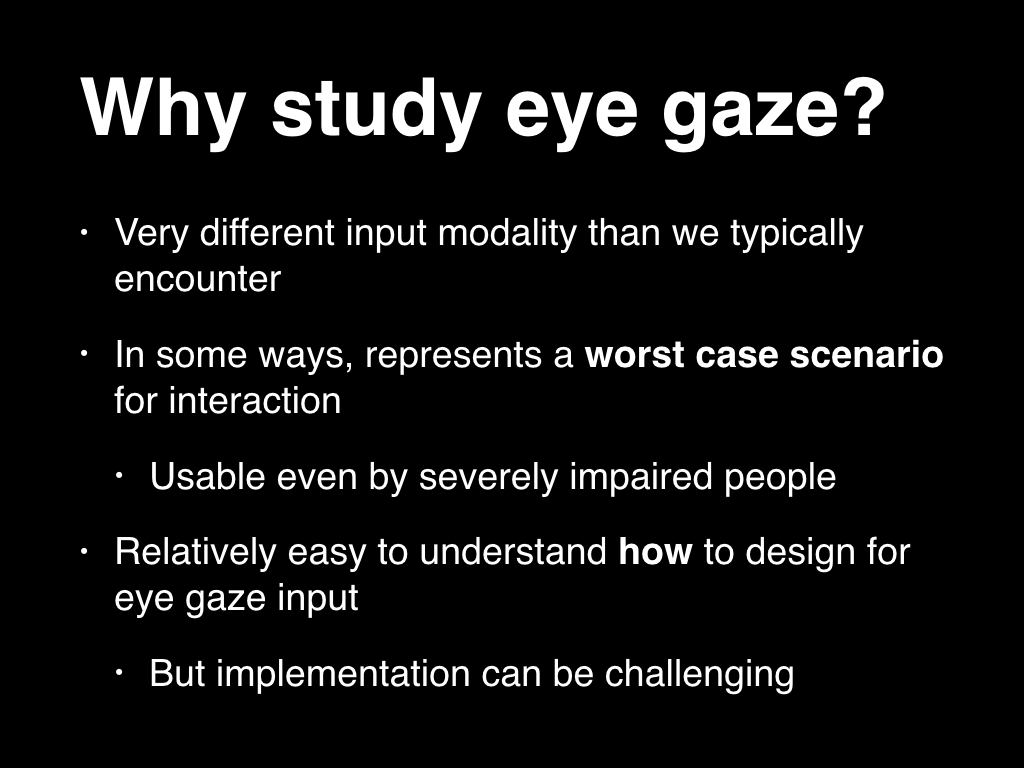 Why study eye gaze?
• Very different input modality than we typically
encounter
• In some ways, represents a worst case scenario
for interaction
• Usable even by severely impaired people
• Relatively easy to understand how to design for
eye gaze input
• But implementation can be challenging